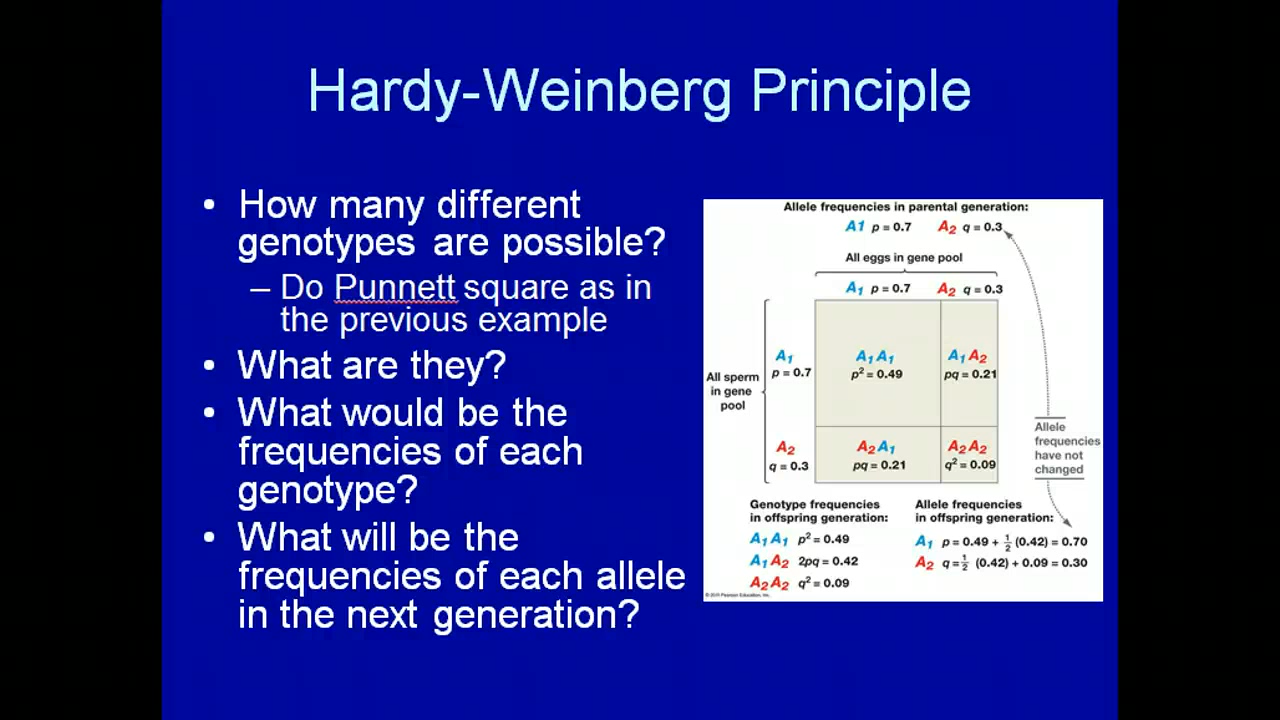 Hardy-Weinberg Principle
• How many different
genotypes are possible?
– Do Punnett square as in
the previous example
• What are they?
• What would be the
frequencies of each
genotype?
• What will be the
frequencies of each allele
in the next generation?
Allele frequencies in parental generation:
A1 p = 0.7 A₂ q = 0.3
All eggs in gene pool
A₁ p = 0.7 A₂ q = 0.3
All sperm
in gene
pool
A₁
p = 0.7
A₁A₁
p² = 0.49
A₁A₂
pq = 0.21
A₂
q = 0.3
A₂A₁
pq = 0.21
A₂A₂
q² = 0.09
Allele
frequencies
have not
changed
Genotype frequencies
in offspring generation:
A₁A₁ p² = 0.49
A₁A₂ 2pq = 0.42
A₂A₂ q² = 0.09
Allele frequencies
in offspring generation:
A₁ p = 0.49 + ½ (0.42) = 0.70
A₂ q = ½ (0.42) + 0.09 = 0.30
© 2011 Pearson Education, Inc.